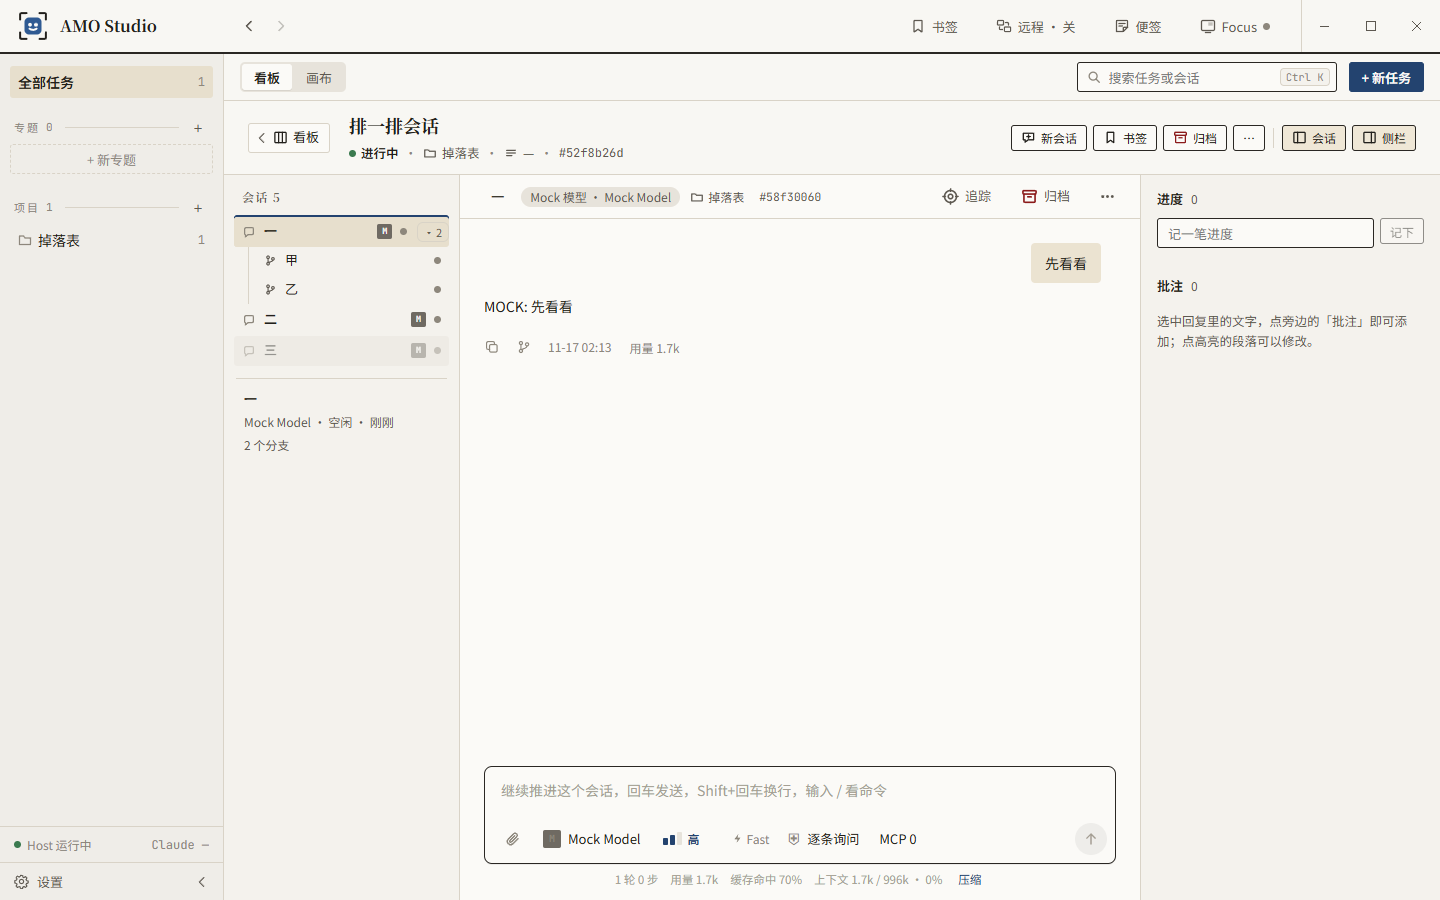 AMO Studio
书签
远程 • 关
便签
Focus
全部任务 1
专题 0 +
+ 新专题
项目 1 +
掉落表 1
Host 运行中 Claude —
设置
看板 画布
搜索任务或会话 Ctrl K
+ 新任务
看板
排一排会话
进行中 • 掉落表 • — • #52f8b26d
新会话 书签 归档 ··· 会话 侧栏
会话 5
一 M 2
甲
乙
二 M
三 M
一
Mock Model • 空闲 • 刚刚
2 个分支
一 Mock 模型 • Mock Model 掉落表 #58f30060 追踪 归档 ···
先看看
MOCK: 先看看
11-17 02:13 用量 1.7k
继续推进这个会话，回车发送，Shift+回车换行，输入 / 看命令
M Mock Model 高 Fast 逐条询问 MCP 0
1 轮 0 步 用量 1.7k 缓存命中 70% 上下文 1.7k / 996k • 0% 压缩
进度 0
记一笔进度 记下
批注 0
选中回复里的文字，点旁边的「批注」即可添
加；点高亮的段落可以修改。